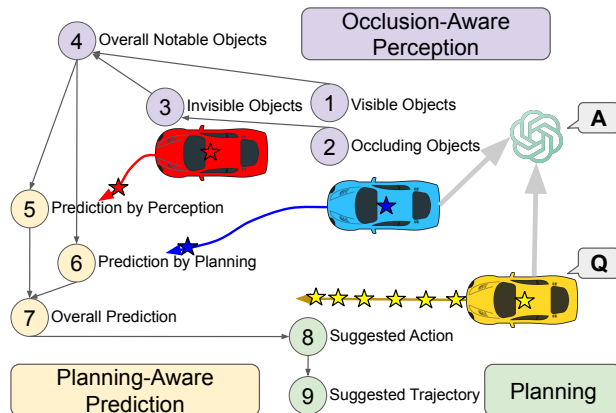 Occlusion-Aware
Perception
4 Overall Notable Objects
3 Invisible Objects
1 Visible Objects
2 Occluding Objects
A
5 Prediction by Perception
6 Prediction by Planning
Q
7 Overall Prediction
8 Suggested Action
9 Suggested Trajectory
Planning-Aware
Prediction
Planning